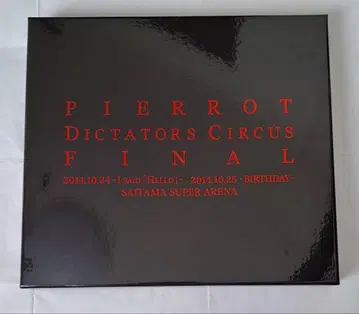 PIERROT
DICTATORS CIRCUS
FINAL
2014.10.24 -I SAID「HELLO」- 2014.10.25 -BIRTHDAY-
SAITAMA SUPER ARENA